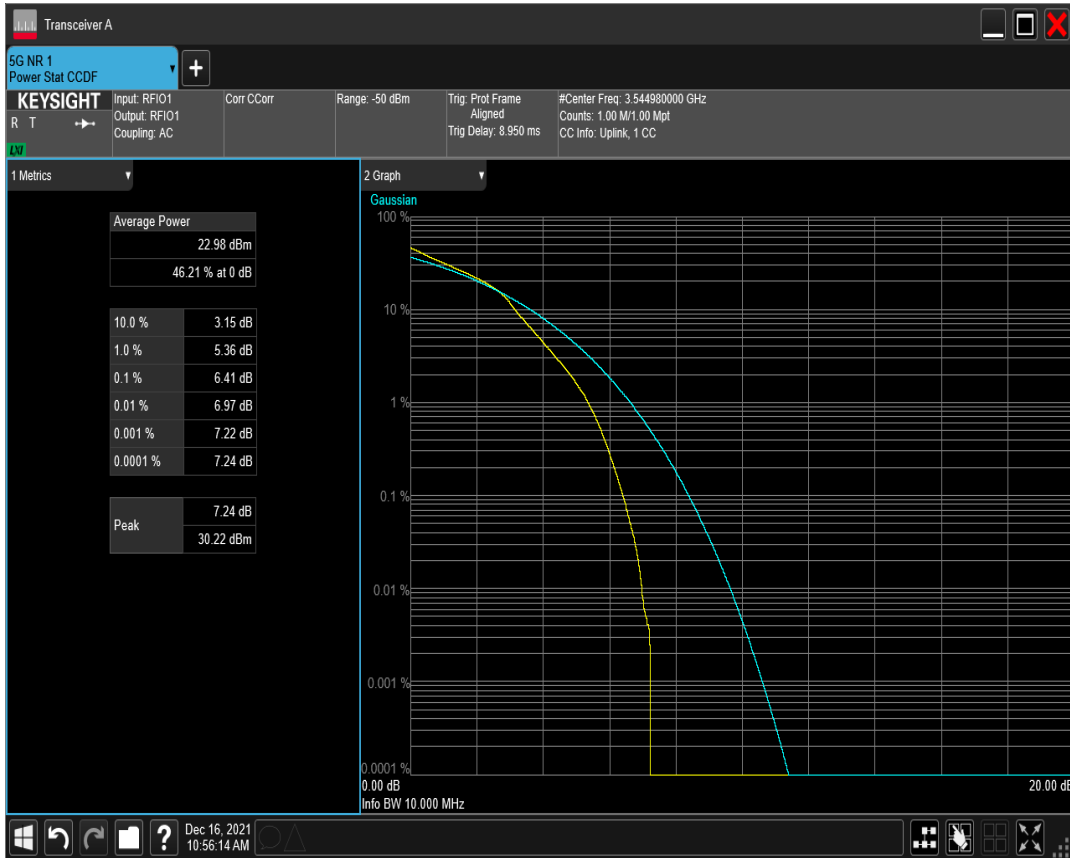 Transceiver A
5G NR 1
Power Stat CCDF
+
KEYSIGHT
R T
LXI
Input: RFIO1
Output: RFIO1
Coupling: AC
Corr CCorr
Range: -50 dBm
Trig: Prot Frame
Aligned
Trig Delay: 8.950 ms
#Center Freq: 3.544980000 GHz
Counts: 1.00 M/1.00 Mpt
CC Info: Uplink, 1 CC
1 Metrics
Average Power
22.98 dBm
46.21 % at 0 dB
10.0 % 3.15 dB
1.0 % 5.36 dB
0.1 % 6.41 dB
0.01 % 6.97 dB
0.001 % 7.22 dB
0.0001 % 7.24 dB
Peak
7.24 dB
30.22 dBm
2 Graph
Gaussian
100 %
10 %
1 %
0.1 %
0.01 %
0.001 %
0.0001 %
0.00 dB 20.00 dB
Info BW 10.000 MHz
?
Dec 16, 2021
10:56:14 AM